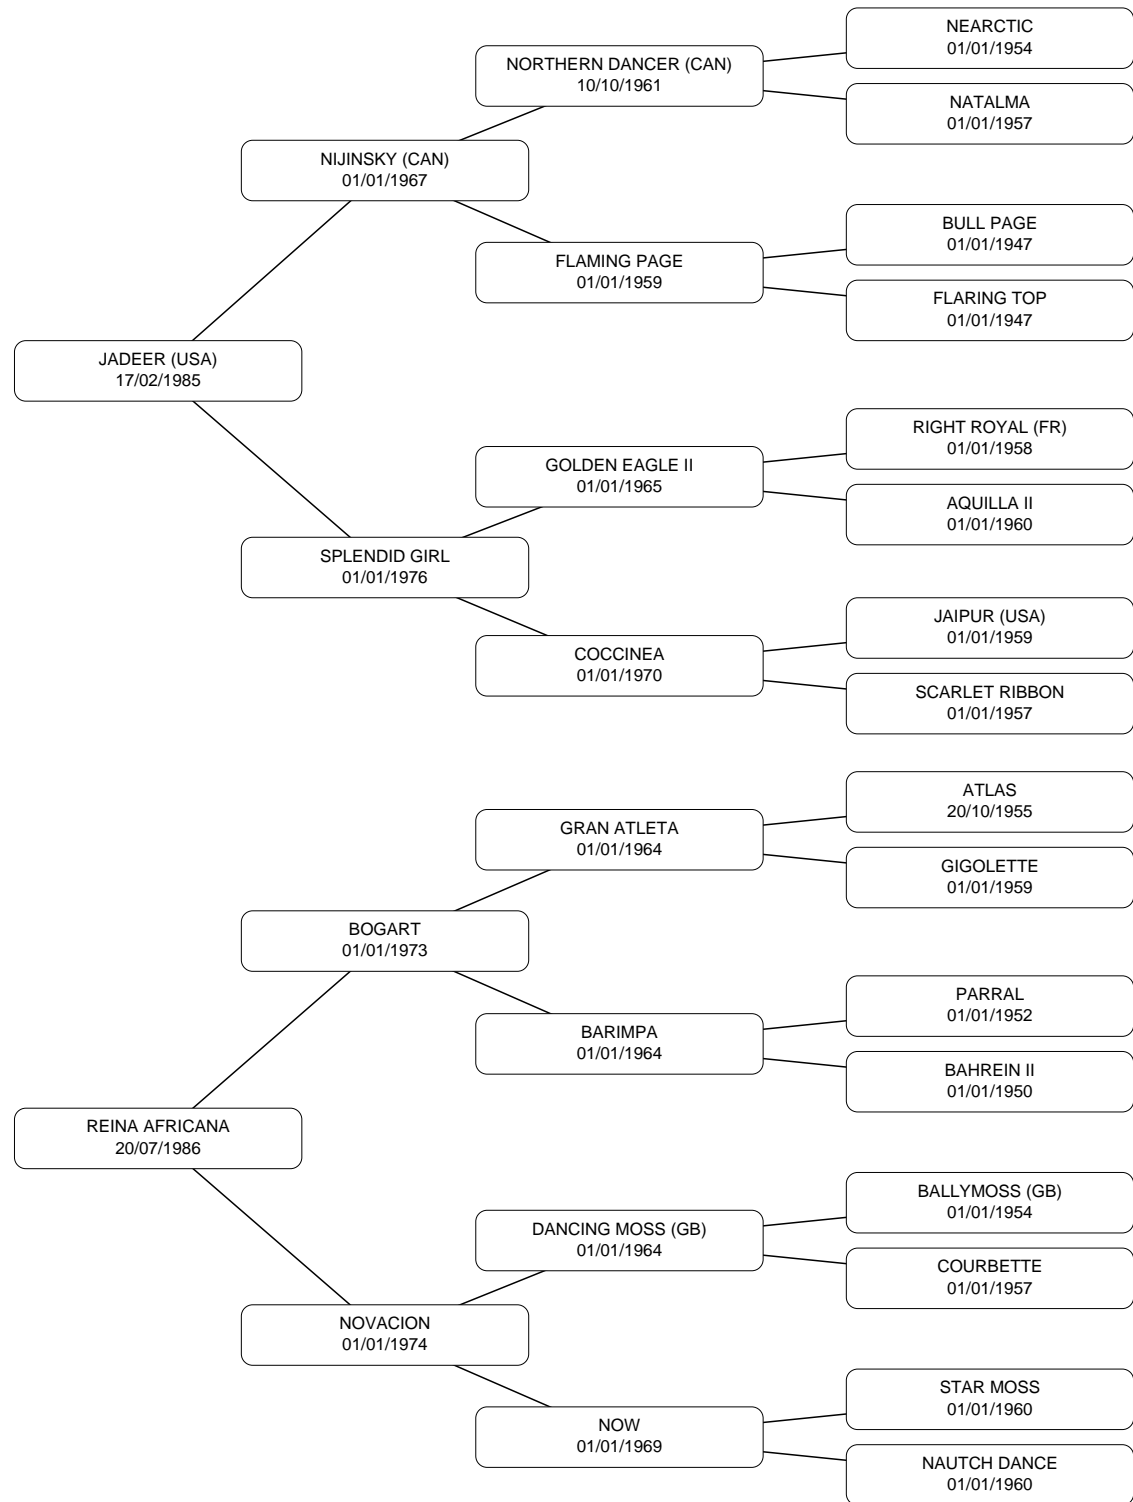 NEARCTIC
01/01/1954
NORTHERN DANCER (CAN)
10/10/1961
NATALMA
01/01/1957
NIJINSKY (CAN)
01/01/1967
BULL PAGE
01/01/1947
FLAMING PAGE
01/01/1959
FLARING TOP
01/01/1947
JADEER (USA)
17/02/1985
RIGHT ROYAL (FR)
01/01/1958
GOLDEN EAGLE II
01/01/1965
AQUILLA II
01/01/1960
SPLENDID GIRL
01/01/1976
JAIPUR (USA)
01/01/1959
COCCINEA
01/01/1970
SCARLET RIBBON
01/01/1957
ATLAS
20/10/1955
GRAN ATLETA
01/01/1964
GIGOLETTE
01/01/1959
BOGART
01/01/1973
PARRAL
01/01/1952
BARIMPA
01/01/1964
BAHREIN II
01/01/1950
REINA AFRICANA
20/07/1986
BALLYMOSS (GB)
01/01/1954
DANCING MOSS (GB)
01/01/1964
COURBETTE
01/01/1957
NOVACION
01/01/1974
STAR MOSS
01/01/1960
NOW
01/01/1969
NAUTCH DANCE
01/01/1960